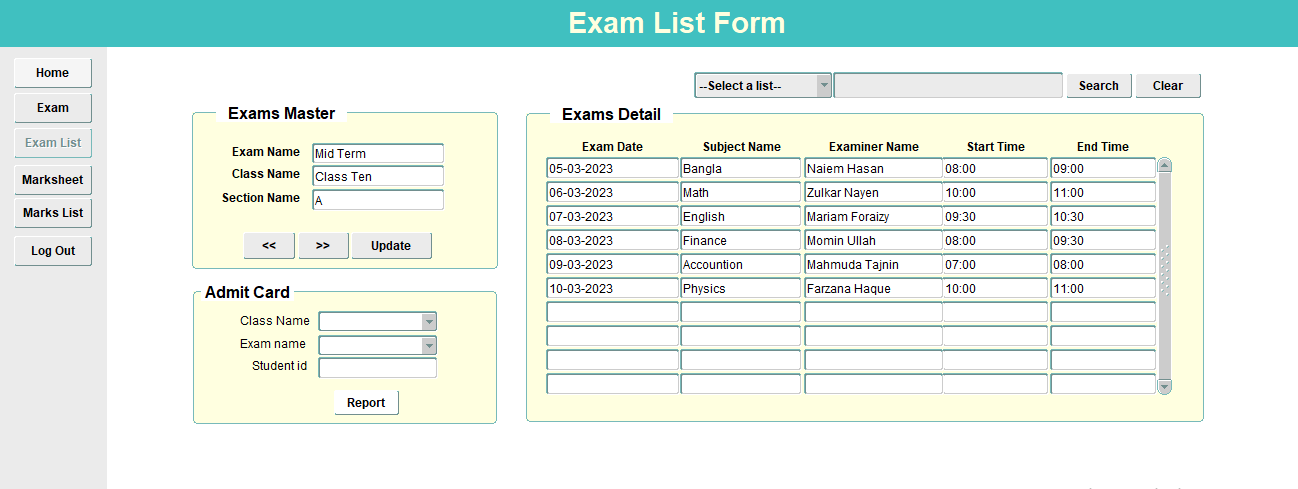 Exam List Form
Home
Exam
Exam List
Marksheet
Marks List
Log Out
--Select a list-- Search Clear
Exams Master
Exam Name Mid Term
Class Name Class Ten
Section Name A
<< >> Update
Admit Card
Class Name
Exam name
Student id
Report
Exams Detail
Exam Date Subject Name Examiner Name Start Time End Time
05-03-2023 Bangla Naiem Hasan 08:00 09:00
06-03-2023 Math Zulkar Nayen 10:00 11:00
07-03-2023 English Mariam Foraizy 09:30 10:30
08-03-2023 Finance Momin Ullah 08:00 09:30
09-03-2023 Accountion Mahmuda Tajnin 07:00 08:00
10-03-2023 Physics Farzana Haque 10:00 11:00